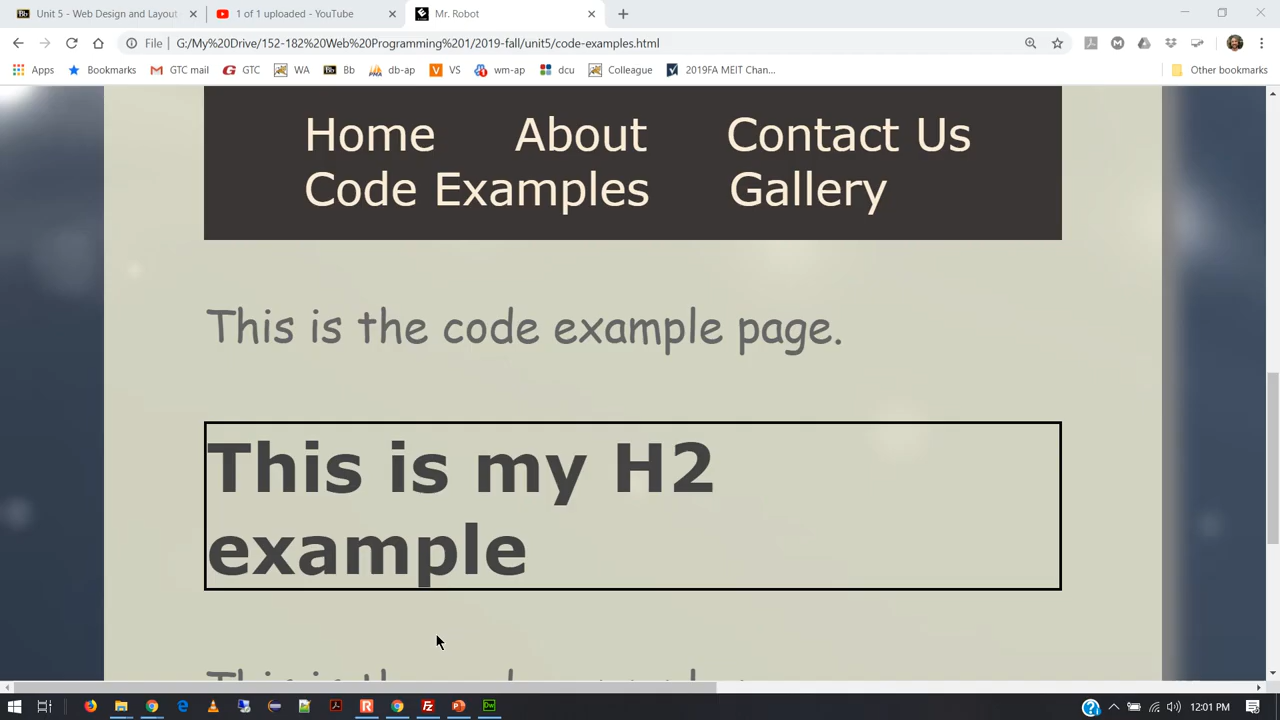 Unit 5 - Web Design and Layout
1 of 1 uploaded - YouTube
Mr. Robot
File
G:/My%20Drive/152-182%20Web%20Programming%201/2019-fall/unit5/code-examples.html
Apps
Bookmarks
GTC mail
GTC
WA
Bb
db-ap
VS
wm-ap
dcu
Colleague
2019FA MEIT Chan...
Other bookmarks
Home About Contact Us
Code Examples Gallery
This is the code example page.
This is my H2
example
12:01 PM